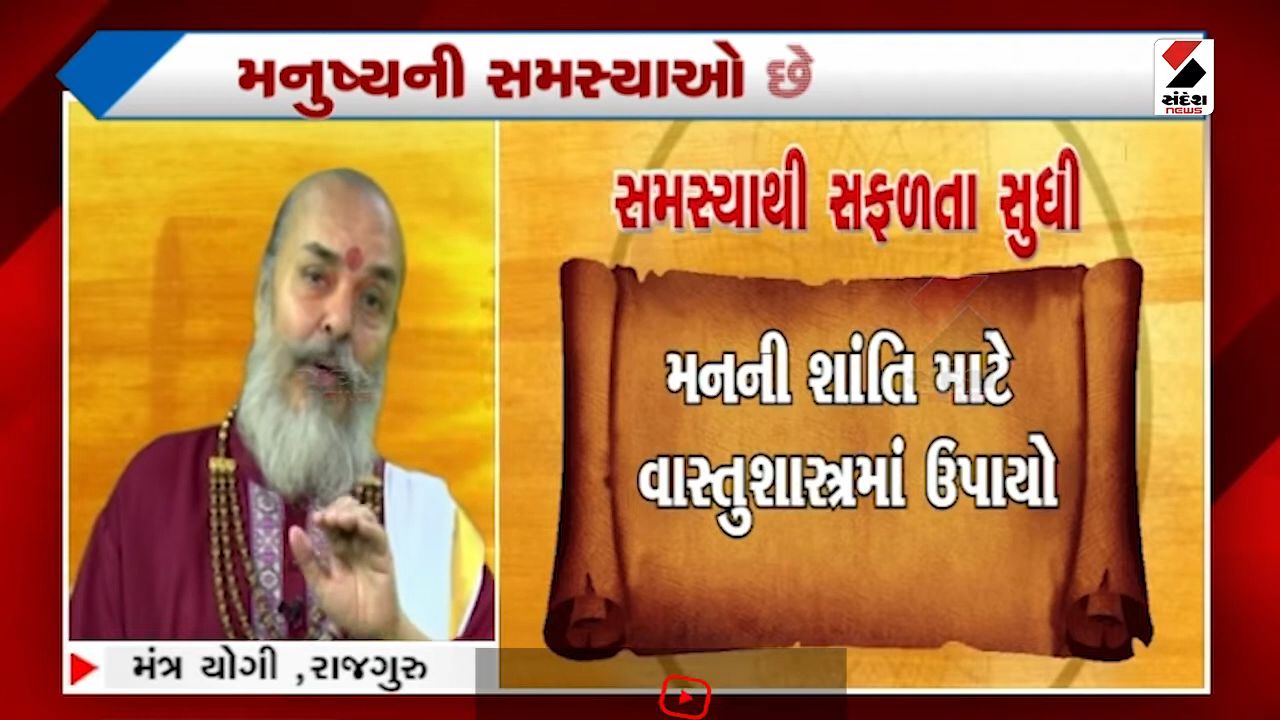 મનુષ્યની સમસ્યાઓ છે
સંદેશ
NEWS
સમસ્યાથી સફળતા સુધી
મનની શાંતિ માટે
વાસ્તુશાસ્ત્રમાં ઉપાયો
મંત્ર યોગી ,રાજગુરુ